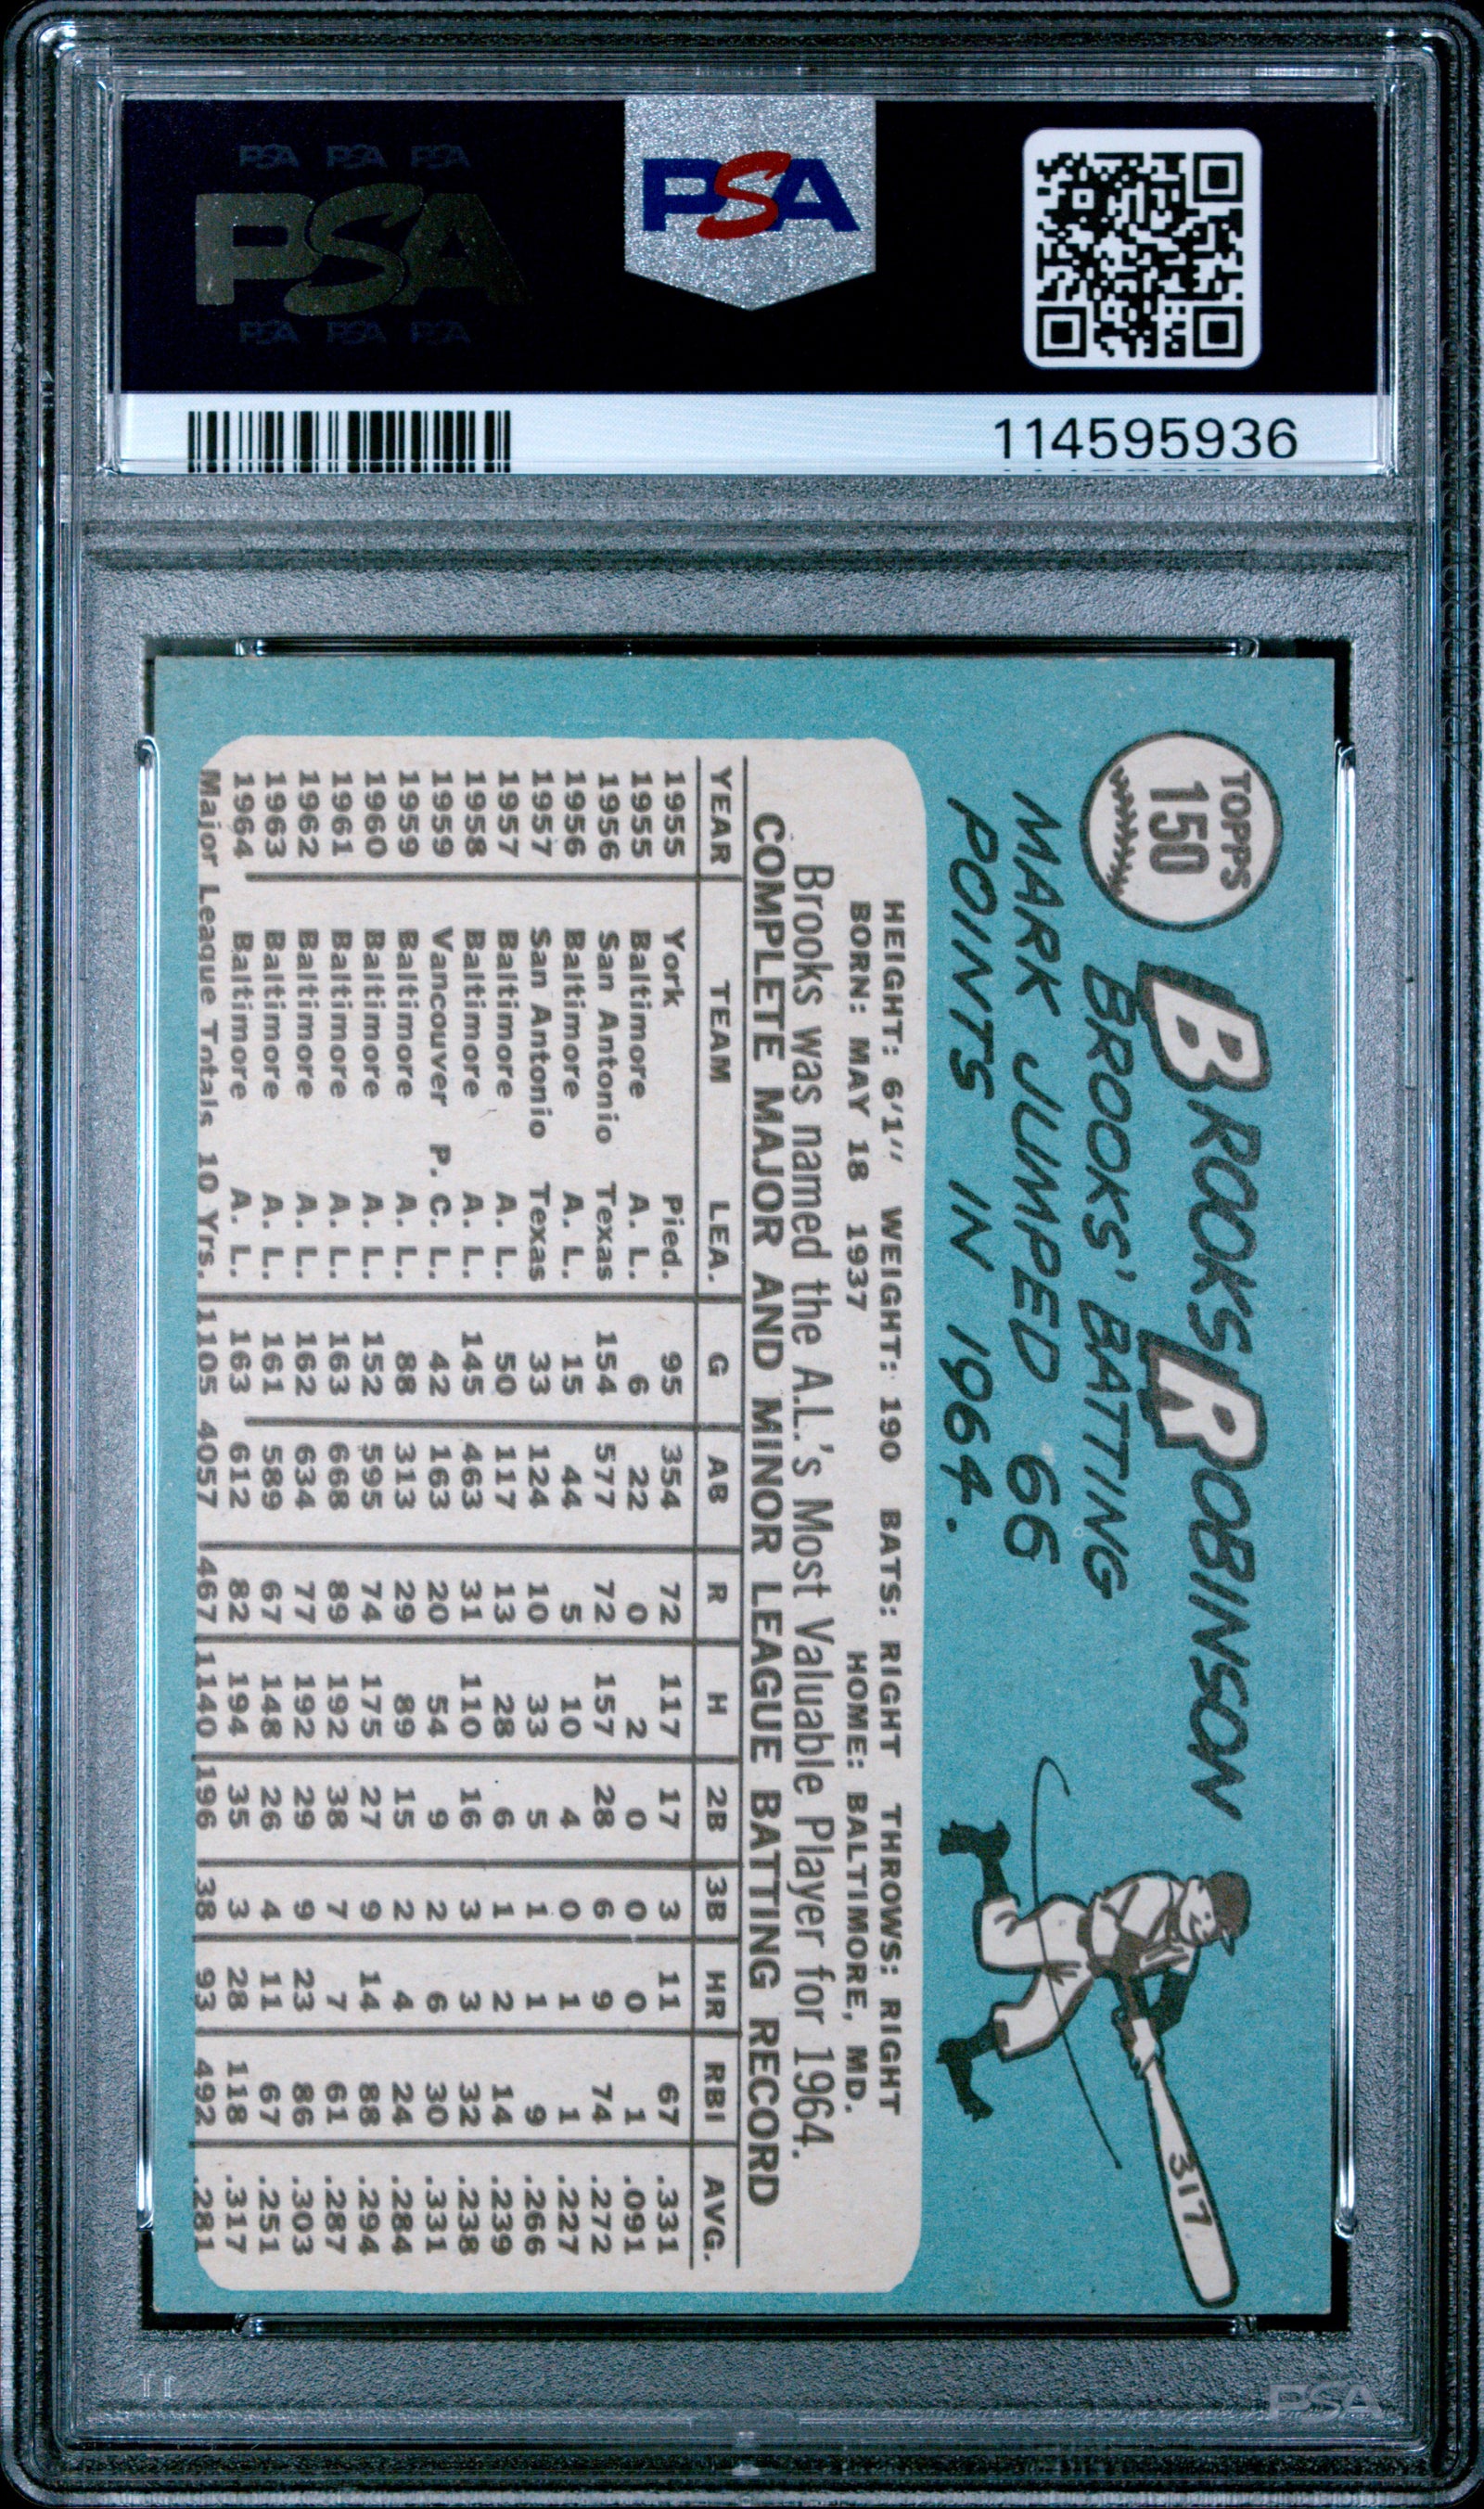 PSA PSA PSA
PSA
PSA PSA PSA
PSA
114595936
TOPPS
150
BROOKS ROBINSON
BROOKS' BATTING
MARK JUMPED 66
POINTS IN 1964.
317
HEIGHT: 6'1" WEIGHT: 190 BATS: RIGHT THROWS: RIGHT
BORN: MAY 18 1937 HOME: BALTIMORE, MD.
Brooks was named the A.L.'s Most Valuable Player for 1964.
COMPLETE MAJOR AND MINOR LEAGUE BATTING RECORD
YEAR TEAM LEA. G AB R H 2B 3B HR RBI AVG.
1955 York Pied. 95 354 72 117 17 3 11 67 .331
1955 Baltimore A. L. 6 22 0 2 0 0 0 1 .091
1956 San Antonio Texas 154 577 72 157 28 6 9 74 .272
1956 Baltimore A. L. 15 44 5 10 4 0 1 1 .227
1957 San Antonio Texas 33 124 10 33 5 1 1 9 .266
1957 Baltimore A. L. 50 117 13 28 6 1 2 14 .239
1958 Baltimore A. L. 145 463 31 110 16 3 3 32 .238
1959 Vancouver P. C. L. 42 163 20 54 9 2 6 30 .331
1959 Baltimore A. L. 88 313 29 89 15 2 4 24 .284
1960 Baltimore A. L. 152 595 74 175 27 9 14 88 .294
1961 Baltimore A. L. 163 668 89 192 38 7 7 61 .287
1962 Baltimore A. L. 162 634 77 192 29 9 23 86 .303
1963 Baltimore A. L. 161 589 67 148 26 4 11 67 .251
1964 Baltimore A. L. 163 612 82 194 35 3 28 118 .317
Major League Totals 10 Yrs. 1105 4057 467 1140 196 38 93 492 .281
PSA